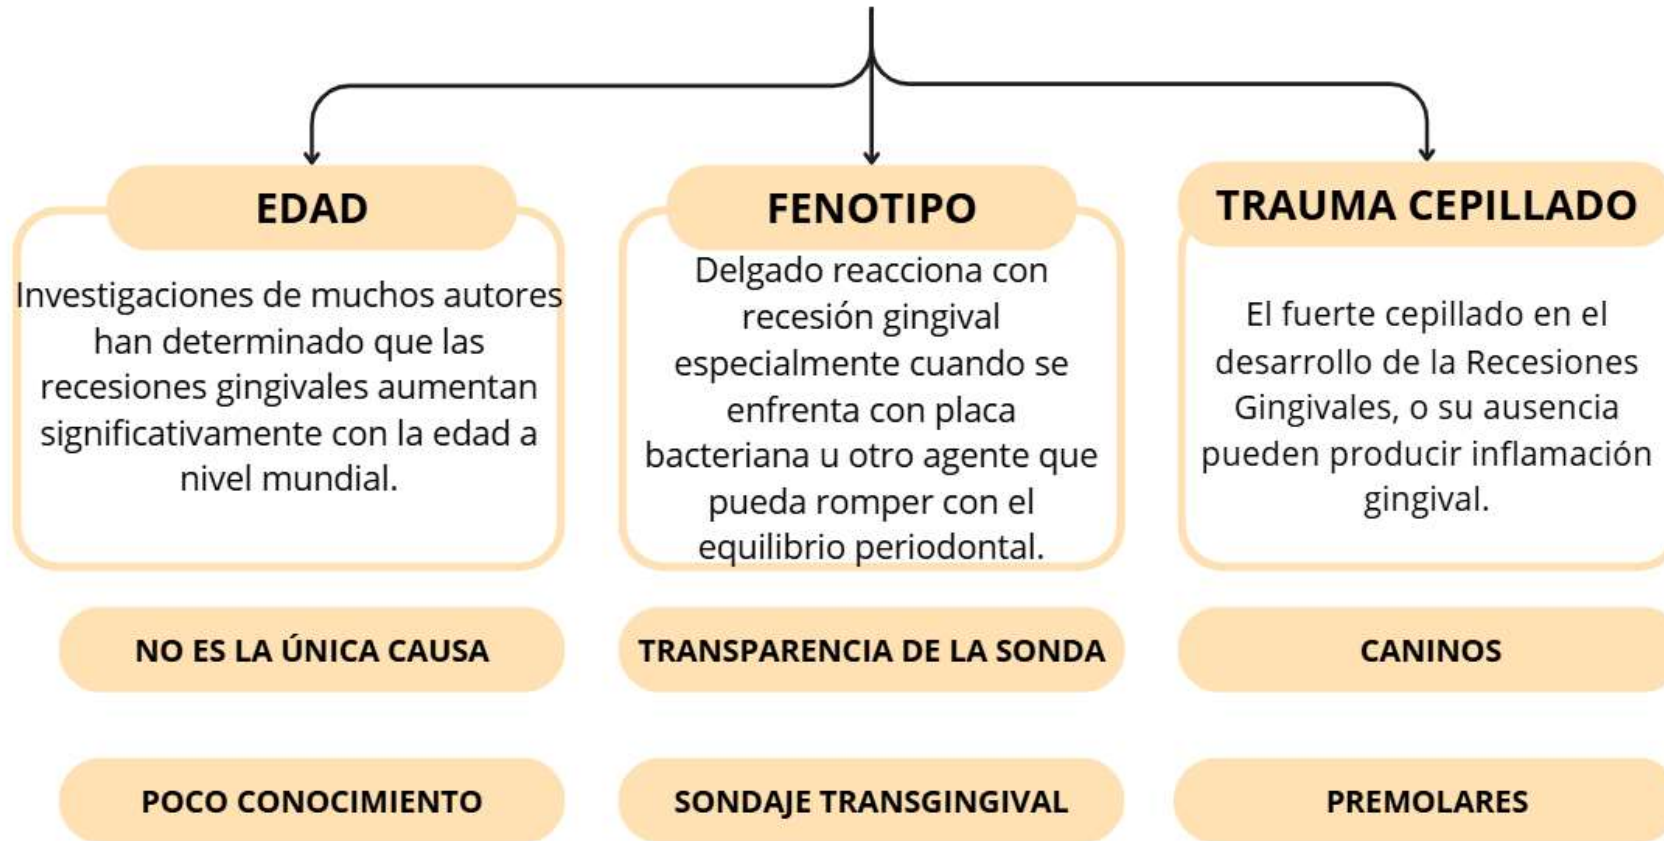 EDAD
Investigaciones de muchos autores
han determinado que las
recesiones gingivales aumentan
significativamente con la edad a
nivel mundial.
NO ES LA ÚNICA CAUSA
POCO CONOCIMIENTO
FENOTIPO
Delgado reacciona con
recesión gingival
especialmente cuando se
enfrenta con placa
bacteriana u otro agente que
pueda romper con el
equilibrio periodontal.
TRANSPARENCIA DE LA SONDA
SONDAJE TRANSGINGIVAL
TRAUMA CEPILLADO
El fuerte cepillado en el
desarrollo de la Recesiones
Gingivales, o su ausencia
pueden producir inflamación
gingival.
CANINOS
PREMOLARES